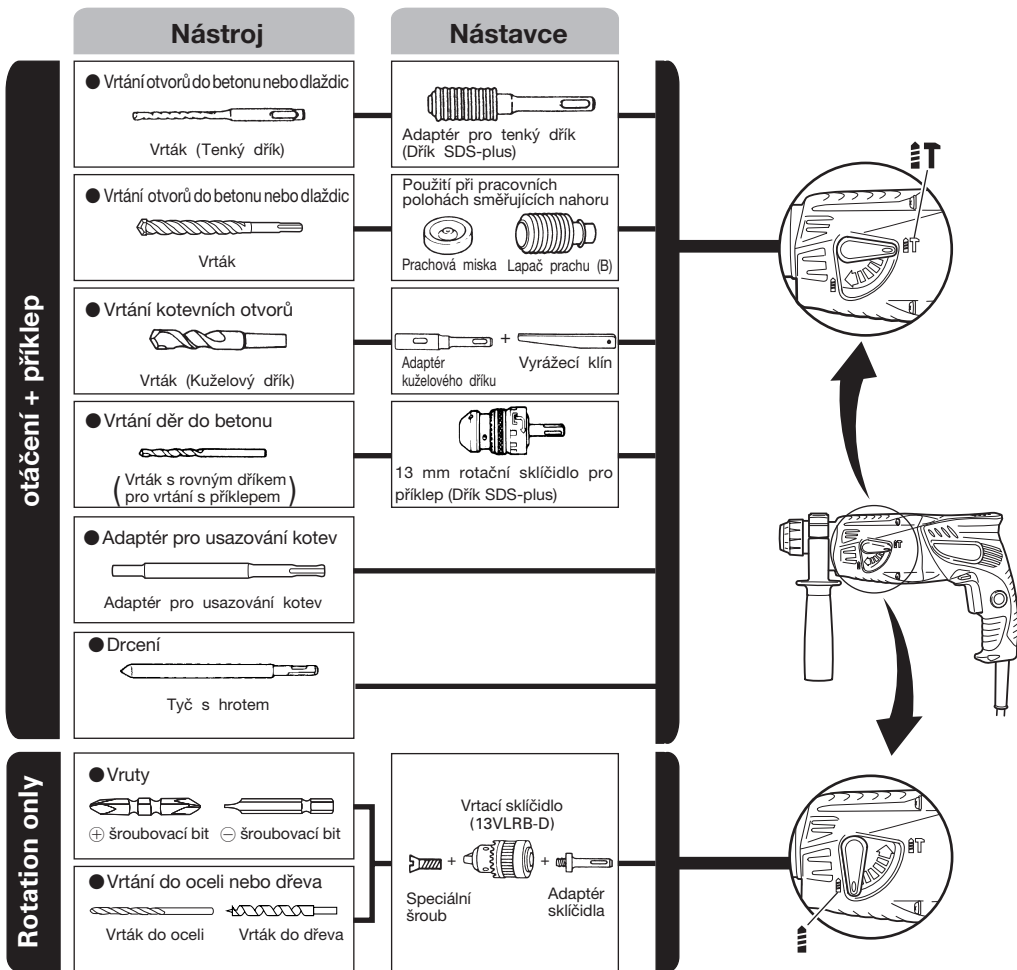 Nástroj
Nástavce
otáčení + příklep
● Vrtání otvorů do betonu nebo dlaždic
Vrták (Tenký dřík)
Adaptér pro tenký dřík
(Dřík SDS-plus)
● Vrtání otvorů do betonu nebo dlaždic
Vrták
Použití při pracovních
polohách směřujících nahoru
Prachová miska
Lapač prachu (B)
● Vrtání kotevních otvorů
Vrták (Kuželový dřík)
+
Adaptér
kuželového dříku
Vyrážecí klín
● Vrtání děr do betonu
(Vrták s rovným dříkem
pro vrtání s příklepem)
13 mm rotační sklíčidlo pro
příklep (Dřík SDS-plus)
● Adaptér pro usazování kotev
Adaptér pro usazování kotev
● Drcení
Tyč s hrotem
Rotation only
● Vruty
⊕ šroubovací bit ⊖ šroubovací bit
● Vrtání do oceli nebo dřeva
Vrták do oceli
Vrták do dřeva
Vrtací sklíčidlo
(13VLRB-D)
+ +
Speciální
šroub
Adaptér
sklíčidla